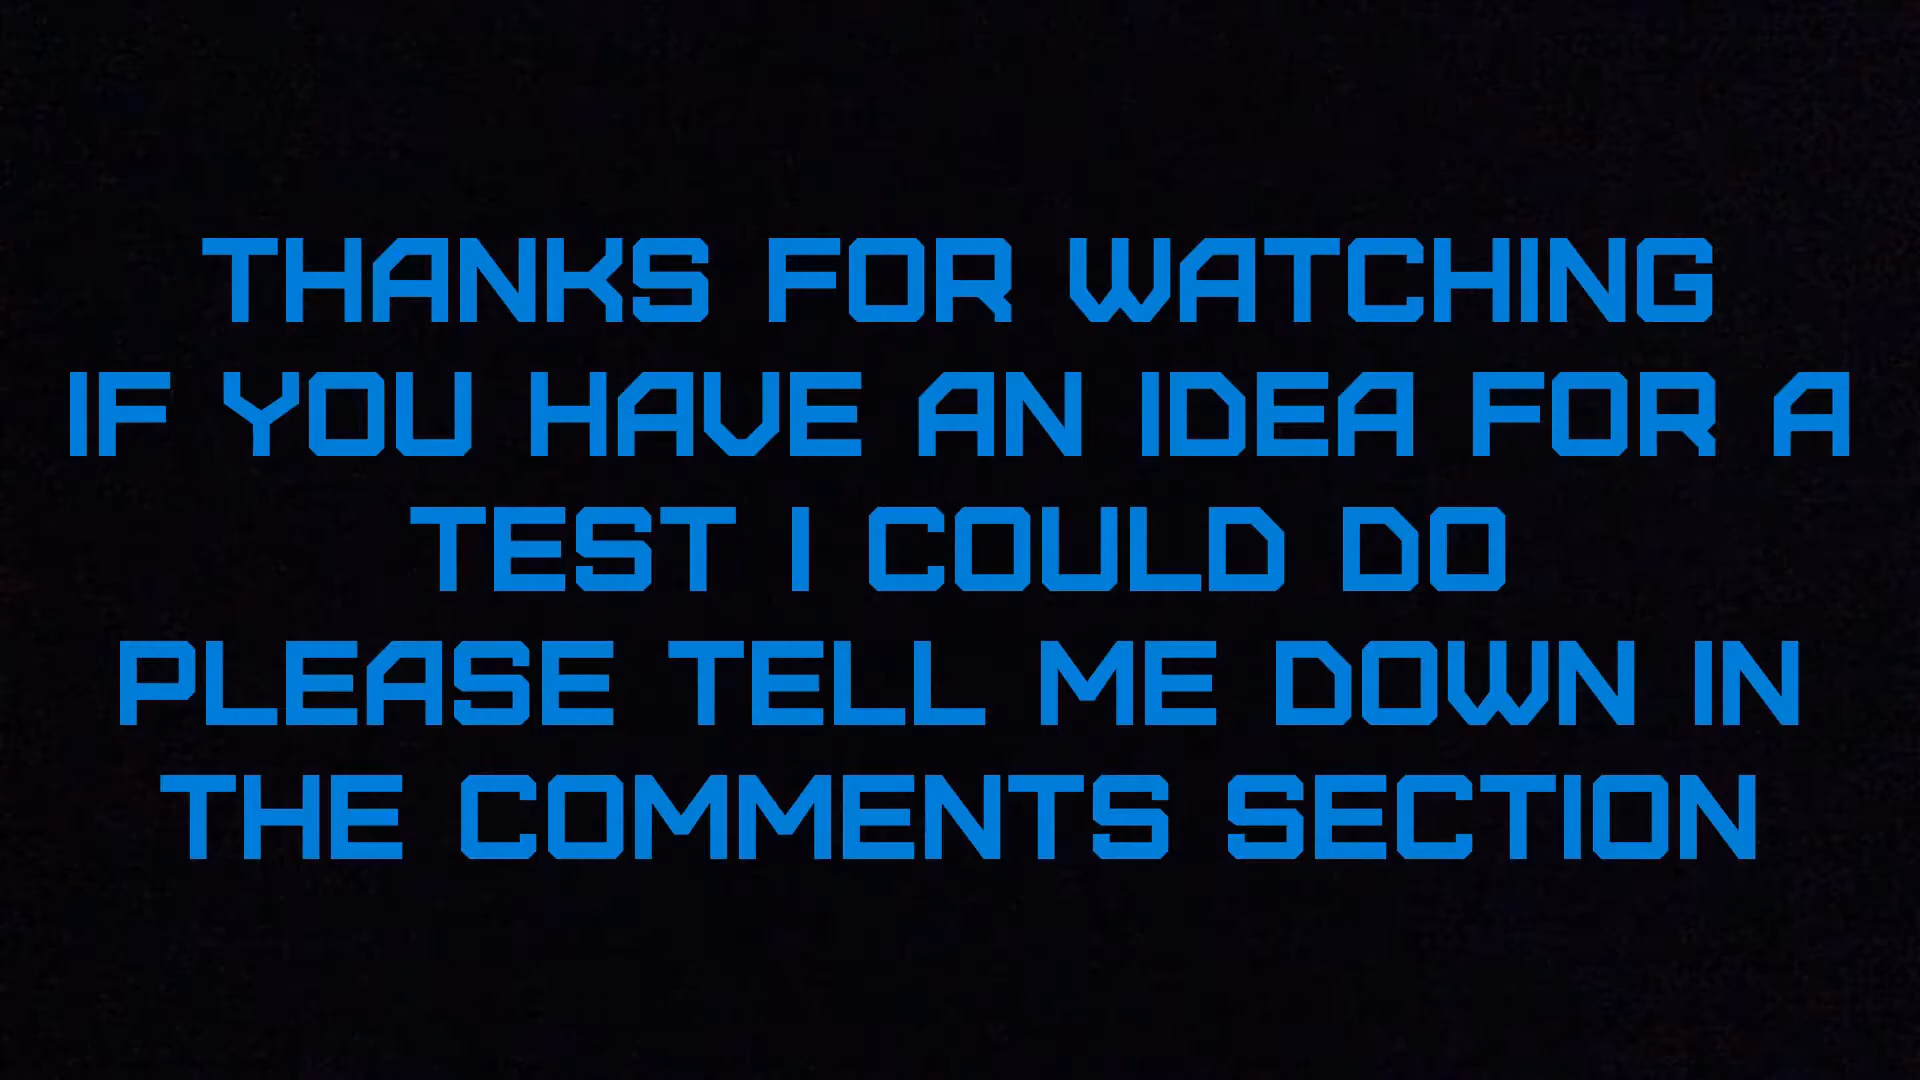 THANKS FOR WATCHING
IF YOU HAVE AN IDEA FOR A
TEST I COULD DO
PLEASE TELL ME DOWN IN
THE COMMENTS SECTION